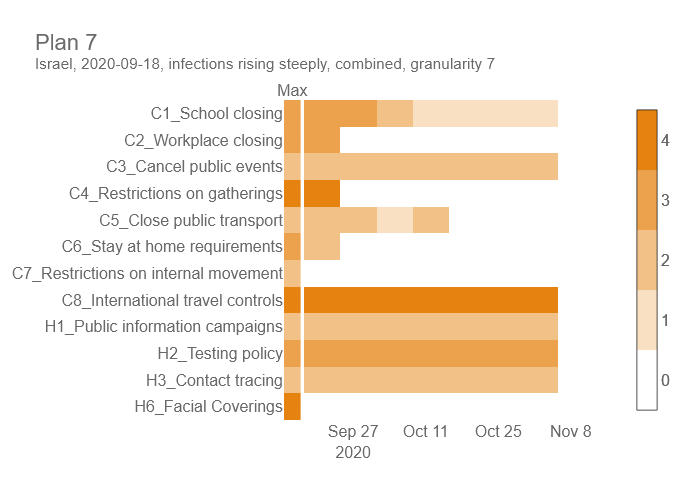 Plan 7
Israel, 2020-09-18, infections rising steeply, combined, granularity 7
Max
C1_School closing
C2_Workplace closing
C3_Cancel public events
C4_Restrictions on gatherings
C5_Close public transport
C6_Stay at home requirements
C7_Restrictions on internal movement
C8_International travel controls
H1_Public information campaigns
H2_Testing policy
H3_Contact tracing
H6_Facial Coverings
Sep 27 Oct 11 Oct 25 Nov 8
2020
4
3
2
1
0